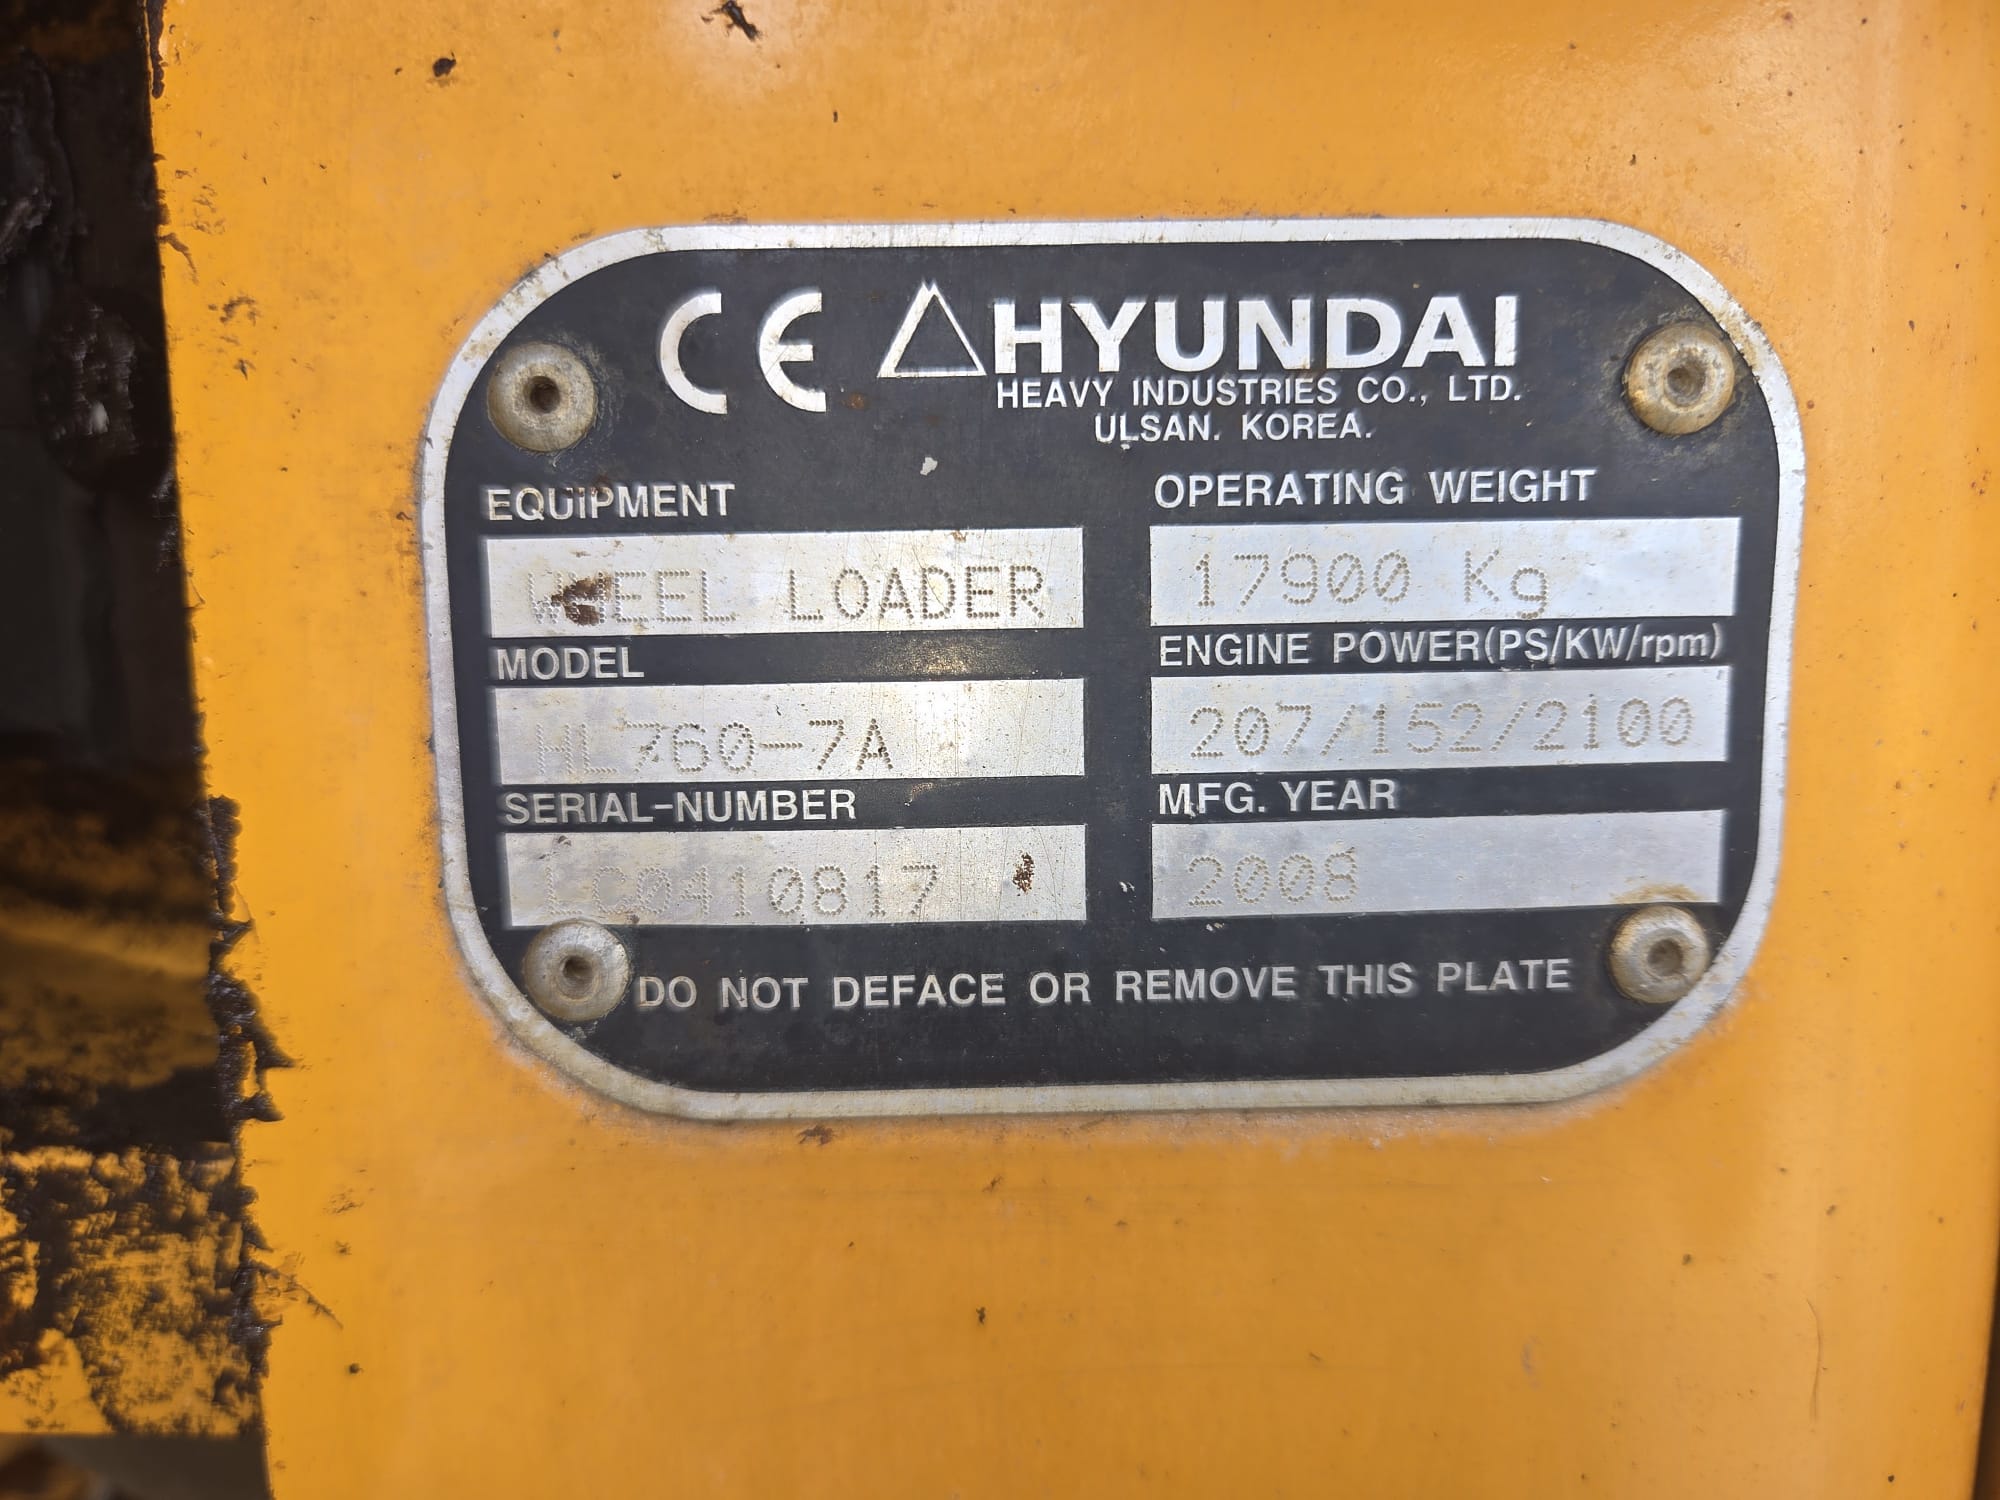 CE HYUNDAI
HEAVY INDUSTRIES CO., LTD.
ULSAN. KOREA.
EQUIPMENT
WHEEL LOADER
OPERATING WEIGHT
17900 Kg
MODEL
HL760-7A
ENGINE POWER(PS/KW/rpm)
207/152/2100
SERIAL-NUMBER
LC0410817
MFG. YEAR
2008
DO NOT DEFACE OR REMOVE THIS PLATE